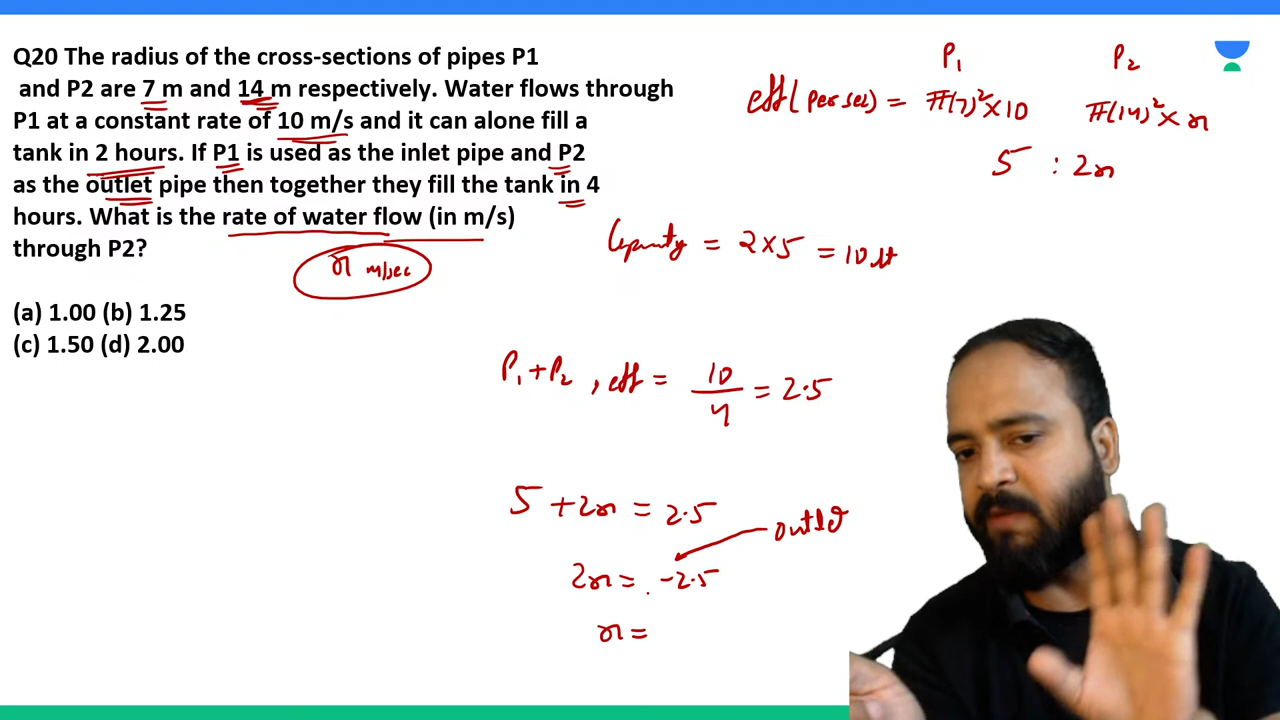 Q20 The radius of the cross-sections of pipes P1
and P2 are 7 m and 14 m respectively. Water flows through
P1 at a constant rate of 10 m/s and it can alone fill a
tank in 2 hours. If P1 is used as the inlet pipe and P2
as the outlet pipe then together they fill the tank in 4
hours. What is the rate of water flow (in m/s)
through P2?
x m/sec
(a) 1.00 (b) 1.25
(c) 1.50 (d) 2.00
P1 P2
eff (per sec) = π(7)²×10 π(14)²×x
5 : 2x
Capacity = 2×5 = 10 lt
P1+P2, eff = 10/4 = 2.5
5 + 2x = 2.5
outlet
2x = -2.5
x =